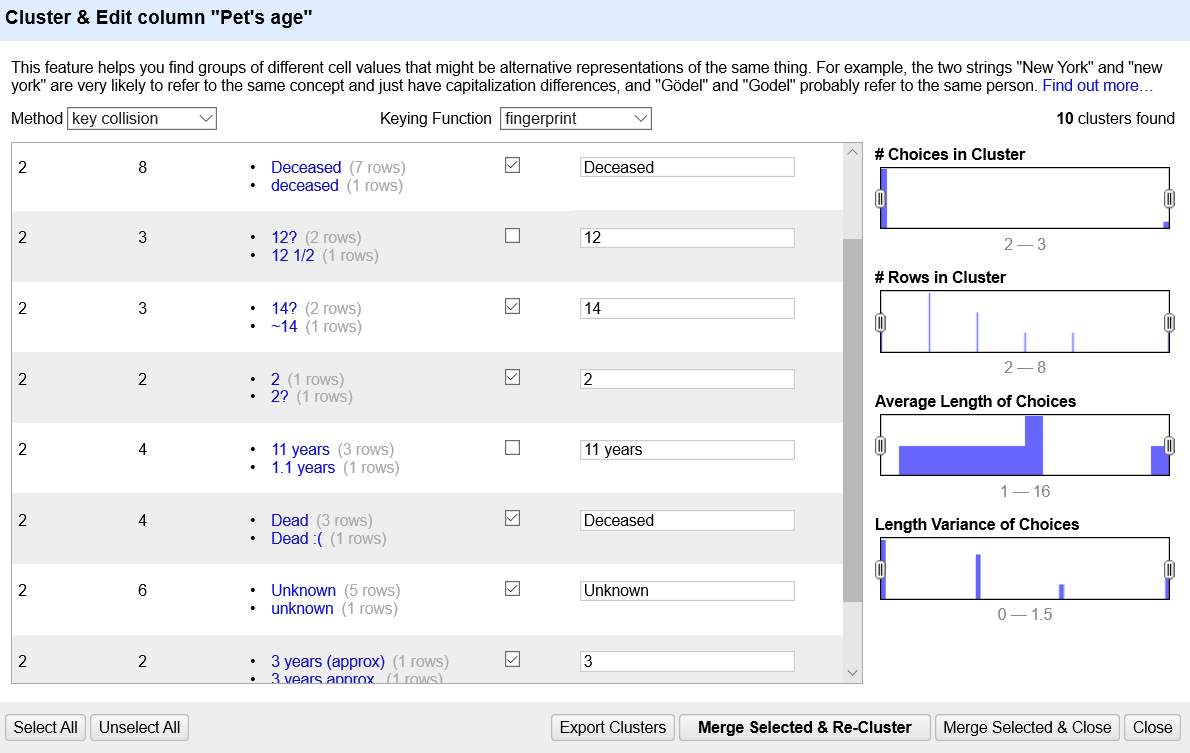 Cluster & Edit column "Pet's age"
This feature helps you find groups of different cell values that might be alternative representations of the same thing. For example, the two strings "New York" and "new
york" are very likely to refer to the same concept and just have capitalization differences, and "Gödel" and "Godel" probably refer to the same person. Find out more…
Method key collision Keying Function fingerprint 10 clusters found
2 8 • Deceased (7 rows) Deceased
• deceased (1 rows)
2 3 • 12? (2 rows) 12
• 12 1/2 (1 rows)
2 3 • 14? (2 rows) 14
• ~14 (1 rows)
2 2 • 2 (1 rows) 2
• 2? (1 rows)
2 4 • 11 years (3 rows) 11 years
• 1.1 years (1 rows)
2 4 • Dead (3 rows) Deceased
• Dead :( (1 rows)
2 6 • Unknown (5 rows) Unknown
• unknown (1 rows)
2 2 • 3 years (approx) (1 rows) 3
• 3 years approx (1 rows)
# Choices in Cluster
2 — 3
# Rows in Cluster
2 — 8
Average Length of Choices
1 — 16
Length Variance of Choices
0 — 1.5
Select All Unselect All Export Clusters Merge Selected & Re-Cluster Merge Selected & Close Close